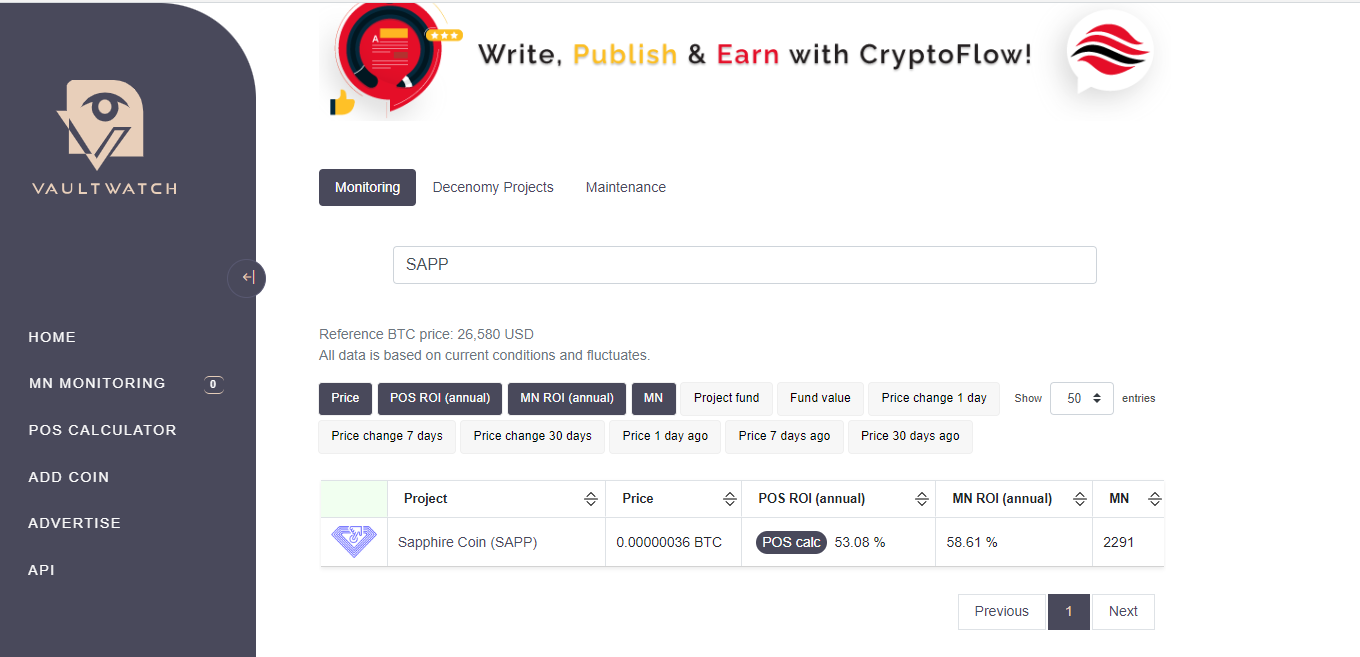 Write, Publish & Earn with CryptoFlow!
VAULTWATCH
Monitoring Decenomy Projects Maintenance
SAPP
HOME
MN MONITORING 0
POS CALCULATOR
ADD COIN
ADVERTISE
API
Reference BTC price: 26,580 USD
All data is based on current conditions and fluctuates.
Price POS ROI (annual) MN ROI (annual) MN Project fund Fund value Price change 1 day Show 50 entries
Price change 7 days Price change 30 days Price 1 day ago Price 7 days ago Price 30 days ago
Project Price POS ROI (annual) MN ROI (annual) MN
Sapphire Coin (SAPP) 0.00000036 BTC POS calc 53.08 % 58.61 % 2291
Previous 1 Next